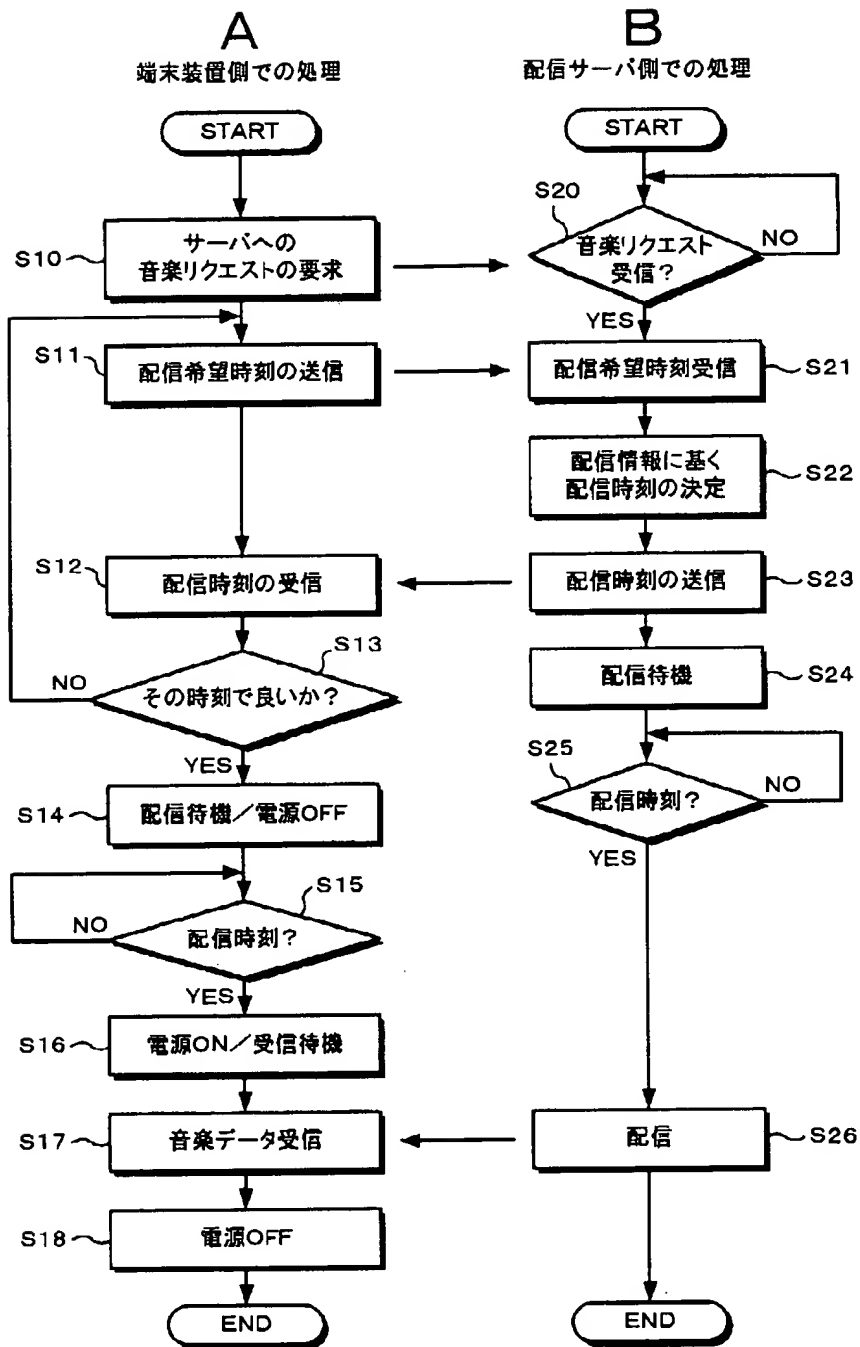 A
端末装置側での処理
START
S10
サーバへの
音楽リクエストの要求
S11
配信希望時刻の送信
S12
配信時刻の受信
S13
その時刻で良いか?
NO
YES
S14
配信待機/電源OFF
S15
配信時刻?
NO
YES
S16
電源ON/受信待機
S17
音楽データ受信
S18
電源OFF
END
B
配信サーバ側での処理
START
S20
音楽リクエスト
受信?
NO
YES
配信希望時刻受信
S21
配信情報に基く
配信時刻の決定
S22
配信時刻の送信
S23
配信待機
S24
S25
配信時刻?
NO
YES
配信
S26
END